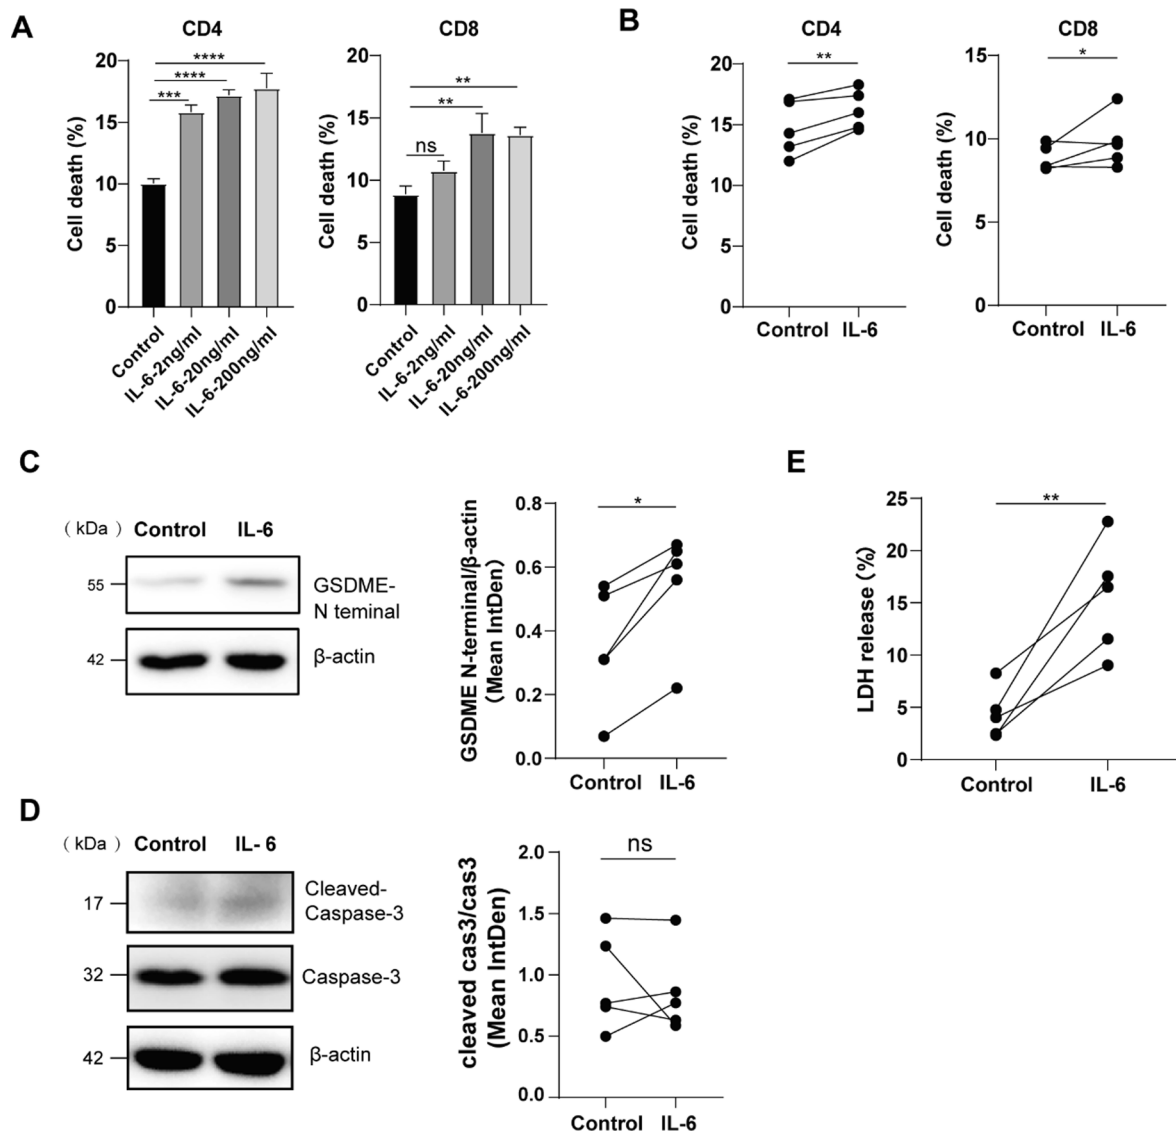 A
CD4
Cell death (%)
20
15
10
5
0
****
****
***
Control
IL-6-2ng/ml
IL-6-20ng/ml
IL-6-200ng/ml
CD8
Cell death (%)
20
15
10
5
0
**
**
ns
Control
IL-6-2ng/ml
IL-6-20ng/ml
IL-6-200ng/ml
B
CD4
Cell death (%)
20
15
10
5
0
**
Control IL-6
CD8
Cell death (%)
15
10
5
0
*
Control IL-6
C
( kDa ) Control IL-6
55
GSDME-
N teminal
42
β-actin
GSDME N-terminal/β-actin
(Mean IntDen)
0.8
0.6
0.4
0.2
0.0
*
Control IL-6
E
LDH release (%)
25
20
15
10
5
0
**
Control IL-6
D
( kDa ) Control IL- 6
17
Cleaved-
Caspase-3
32
Caspase-3
42
β-actin
cleaved cas3/cas3
(Mean IntDen)
2.0
1.5
1.0
0.5
0.0
ns
Control IL-6